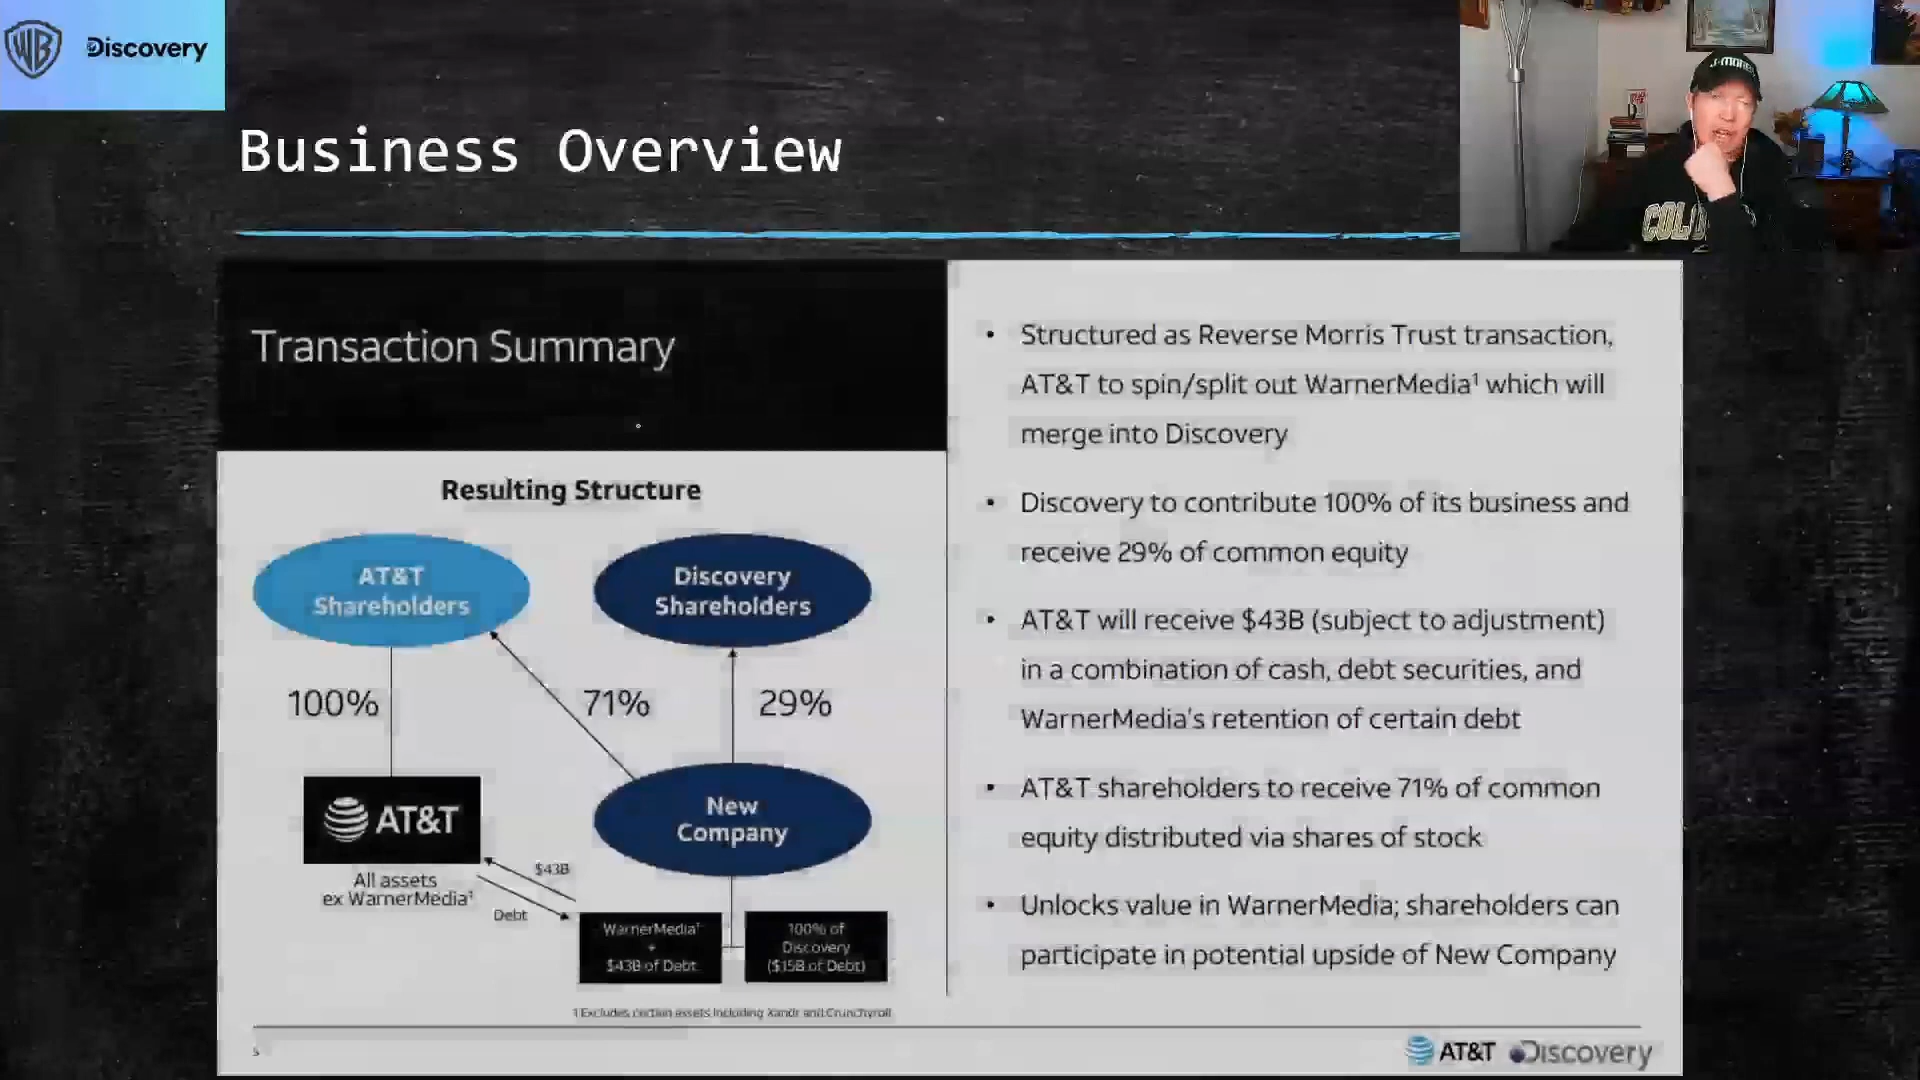 WB Discovery
Business Overview
J-MONEY
COL
Transaction Summary
Resulting Structure
AT&T
Shareholders
Discovery
Shareholders
100%
71%
29%
AT&T
New
Company
All assets
ex WarnerMedia¹
$43B
Debt
WarnerMedia¹
+
$43B of Debt
100% of
Discovery
($15B of Debt)
1 Excludes certain assets including Xandr and Crunchyroll
5
• Structured as Reverse Morris Trust transaction,
AT&T to spin/split out WarnerMedia¹ which will
merge into Discovery
• Discovery to contribute 100% of its business and
receive 29% of common equity
• AT&T will receive $43B (subject to adjustment)
in a combination of cash, debt securities, and
WarnerMedia's retention of certain debt
• AT&T shareholders to receive 71% of common
equity distributed via shares of stock
• Unlocks value in WarnerMedia; shareholders can
participate in potential upside of New Company
AT&T Discovery